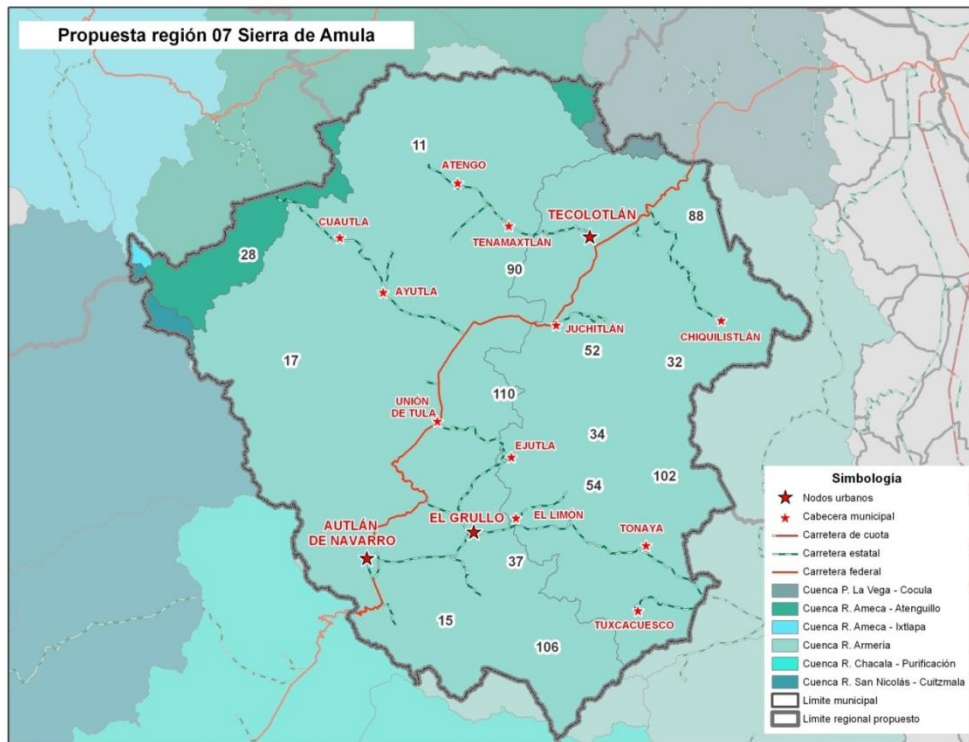 Propuesta región 07 Sierra de Amula
11
ATENGO
88
TECOLOTLÁN
CUAUTLA
TENAMAXTLÁN
28
90
AYUTLA
JUCHITLÁN
CHIQUILISTLÁN
52
17
32
110
UNIÓN
DE TULA
34
EJUTLA
102
54
EL GRULLO
EL LIMÓN
AUTLÁN
DE NAVARRO
TONAYA
37
TUXCACUESCO
15
106
Simbología
Nodos urbanos
Cabecera municipal
Carretera de cuota
Carretera estatal
Carretera federal
Cuenca P. La Vega - Cocula
Cuenca R. Ameca - Atenguillo
Cuenca R. Ameca - Ixtlapa
Cuenca R. Armería
Cuenca R. Chacala - Purificación
Cuenca R. San Nicolás - Cuitzmala
Límite municipal
Límite regional propuesto